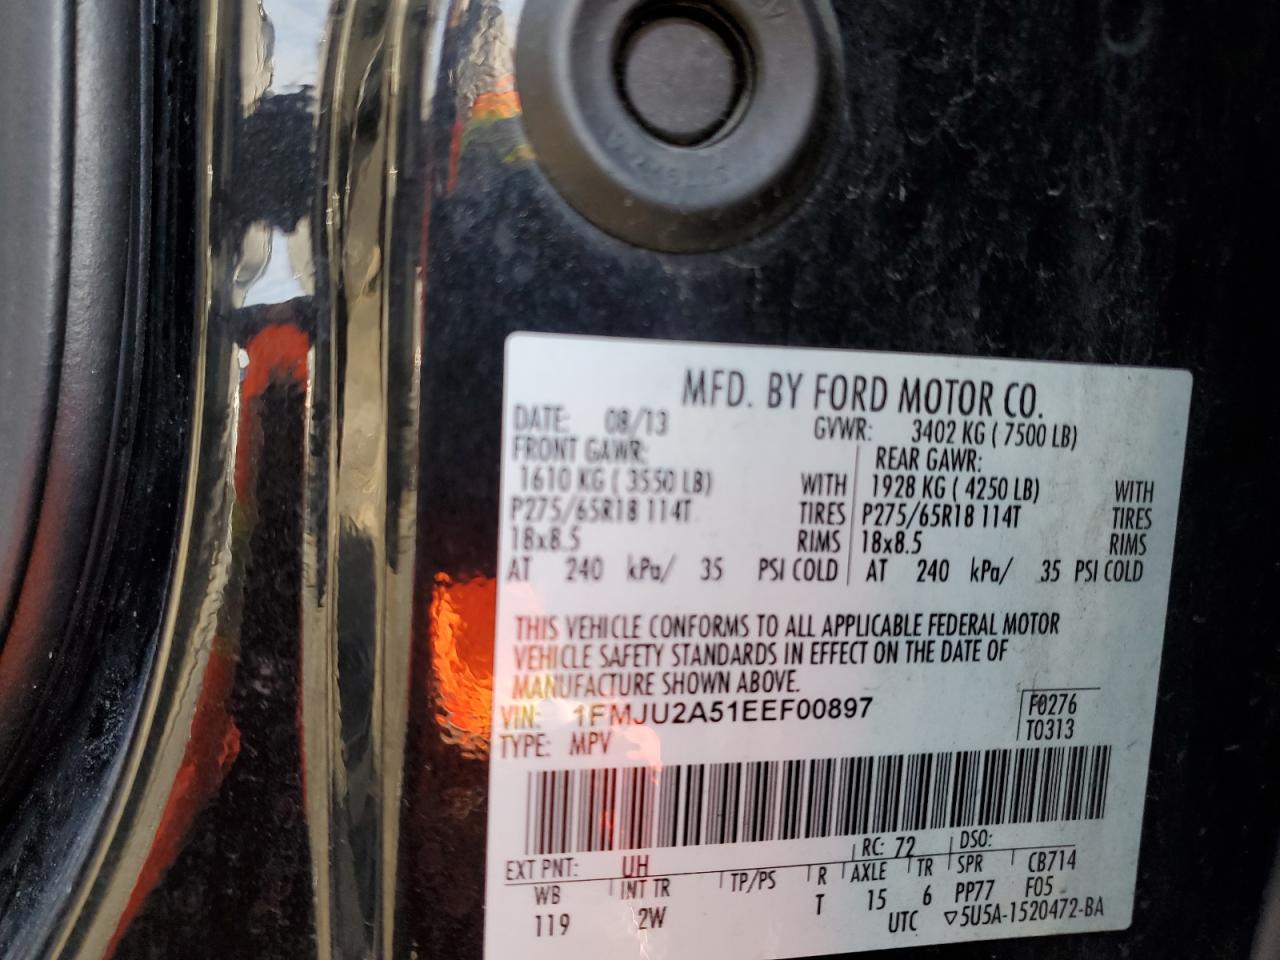 MFD. BY FORD MOTOR CO.
DATE: 08/13 GVWR: 3402 KG ( 7500 LB)
FRONT GAWR: REAR GAWR:
1610 KG ( 3550 LB) WITH 1928 KG ( 4250 LB) WITH
P275/65R18 114T TIRES P275/65R18 114T TIRES
18x8.5 RIMS 18x8.5 RIMS
AT 240 kPa/ 35 PSI COLD AT 240 kPa/ 35 PSI COLD
THIS VEHICLE CONFORMS TO ALL APPLICABLE FEDERAL MOTOR
VEHICLE SAFETY STANDARDS IN EFFECT ON THE DATE OF
MANUFACTURE SHOWN ABOVE.
VIN: 1FMJU2A51EEF00897 F0276
TYPE: MPV T0313
EXT PNT: UH RC: 72 DSO:
WB INT TR TP/PS R AXLE TR SPR CB714
119 2W T 15 6 PP77 F05
UTC ▽5U5A-1520472-BA